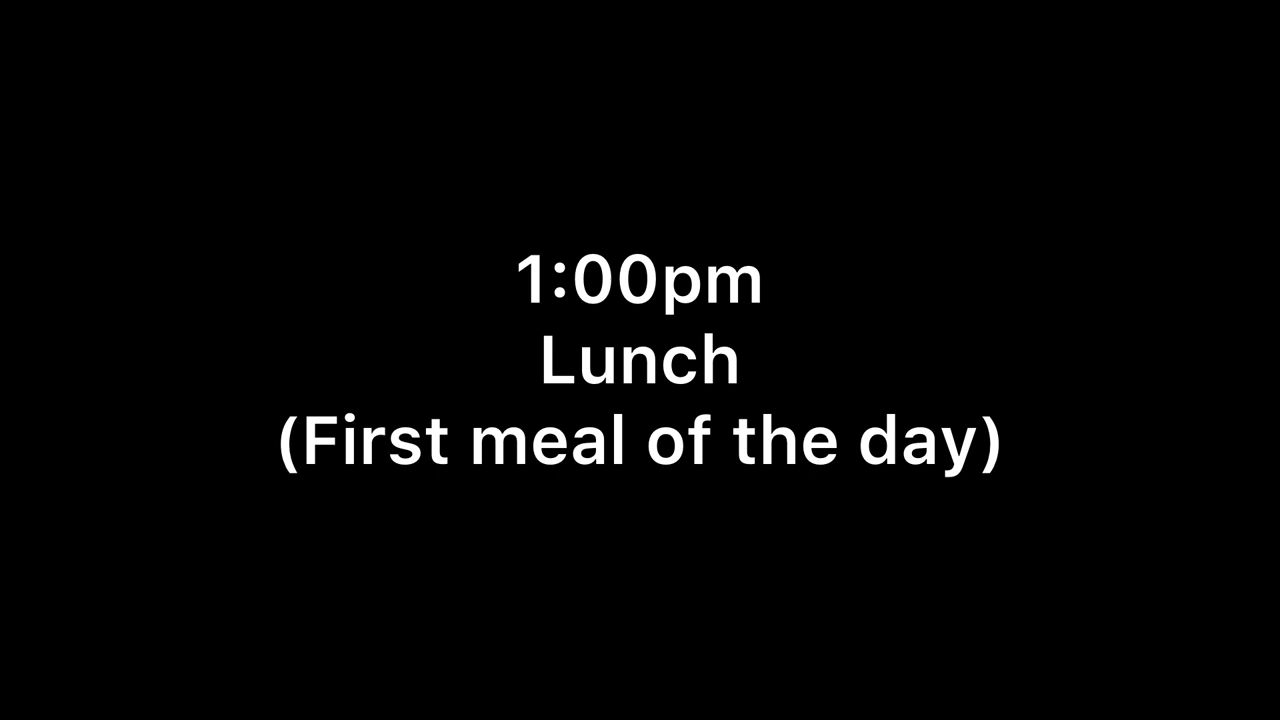 1:00pm
Lunch
(First meal of the day)